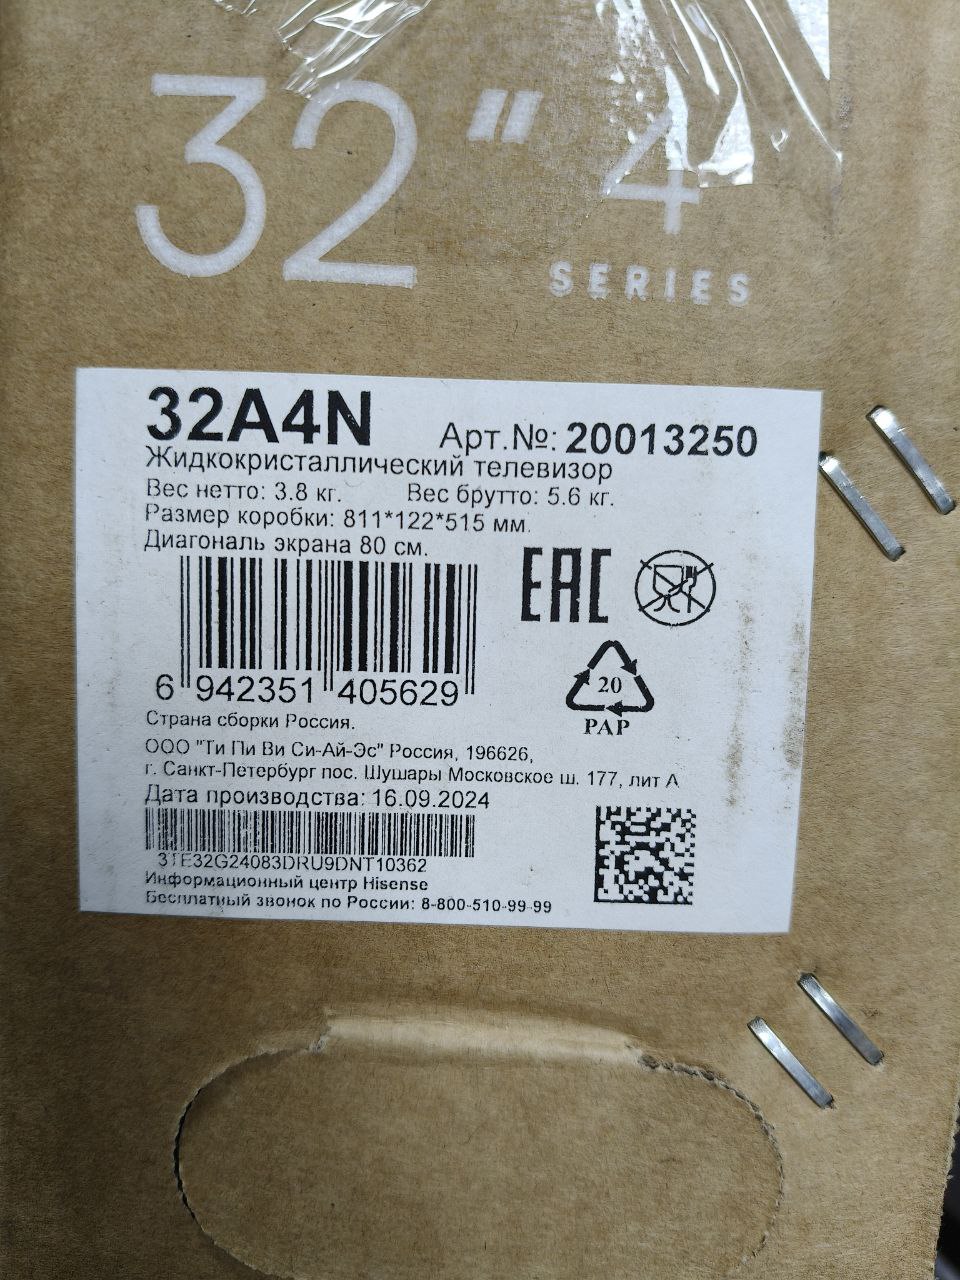 32" 4
SERIES
32A4N Арт.№: 20013250
Жидкокристаллический телевизор
Вес нетто: 3.8 кг. Вес брутто: 5.6 кг.
Размер коробки: 811*122*515 мм.
Диагональ экрана 80 см.
EAC
6 942351 405629
20
PAP
Страна сборки Россия.
ООО "Ти Пи Ви Си-Ай-Эс" Россия, 196626,
г. Санкт-Петербург пос. Шушары Московское ш. 177, лит А
Дата производства: 16.09.2024
3TE32G24083DRU9DNT10362
Информационный центр Hisense
Бесплатный звонок по России: 8-800-510-99-99